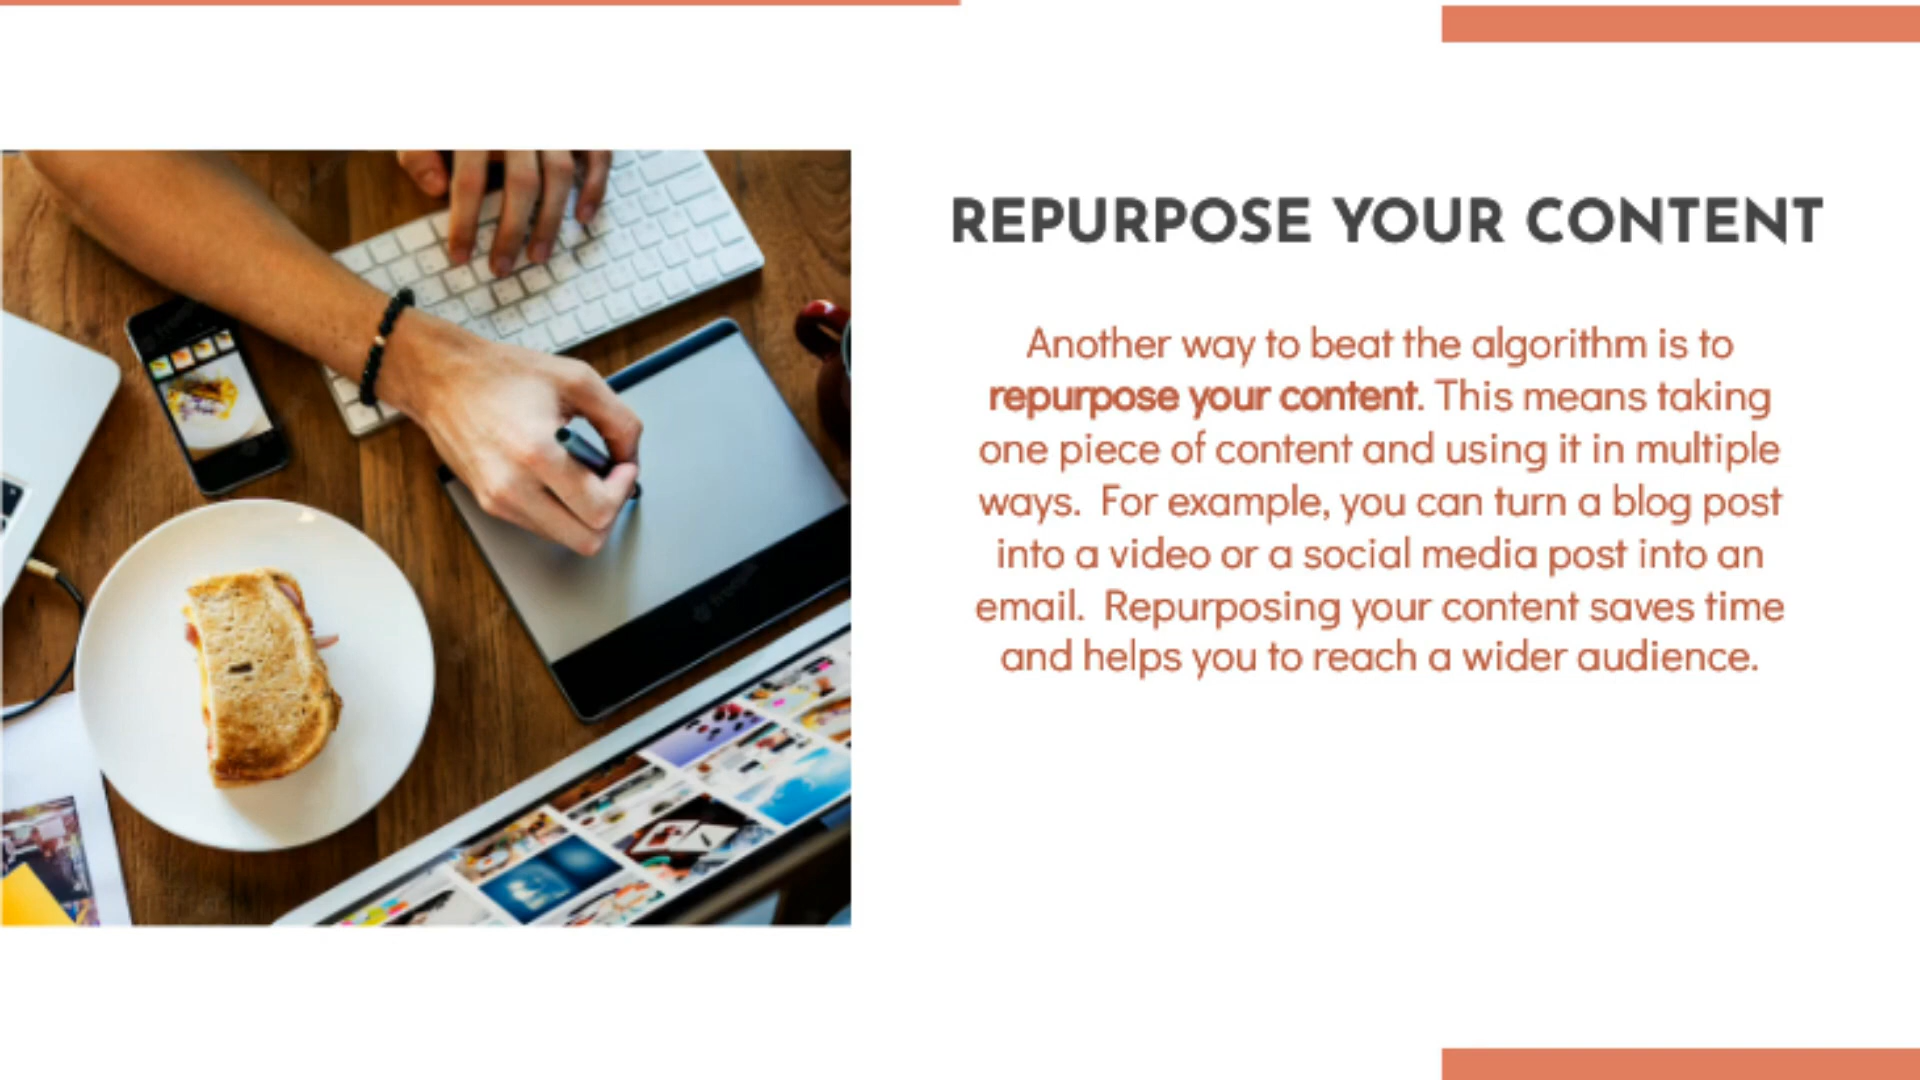 REPURPOSE YOUR CONTENT
Another way to beat the algorithm is to
repurpose your content. This means taking
one piece of content and using it in multiple
ways.  For example, you can turn a blog post
into a video or a social media post into an
email.  Repurposing your content saves time
and helps you to reach a wider audience.